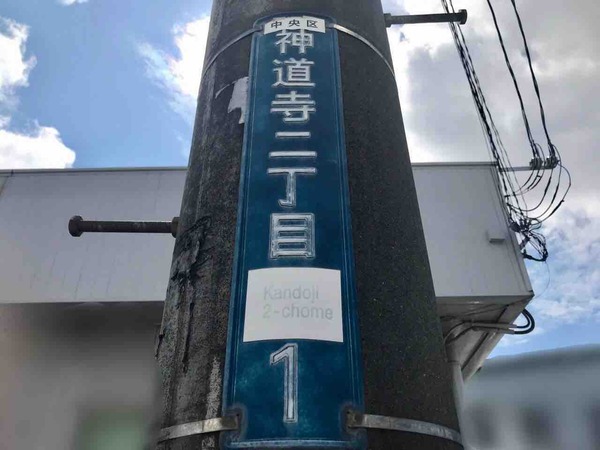 中央区
神道寺二丁目
Kandoji
2-chome
1